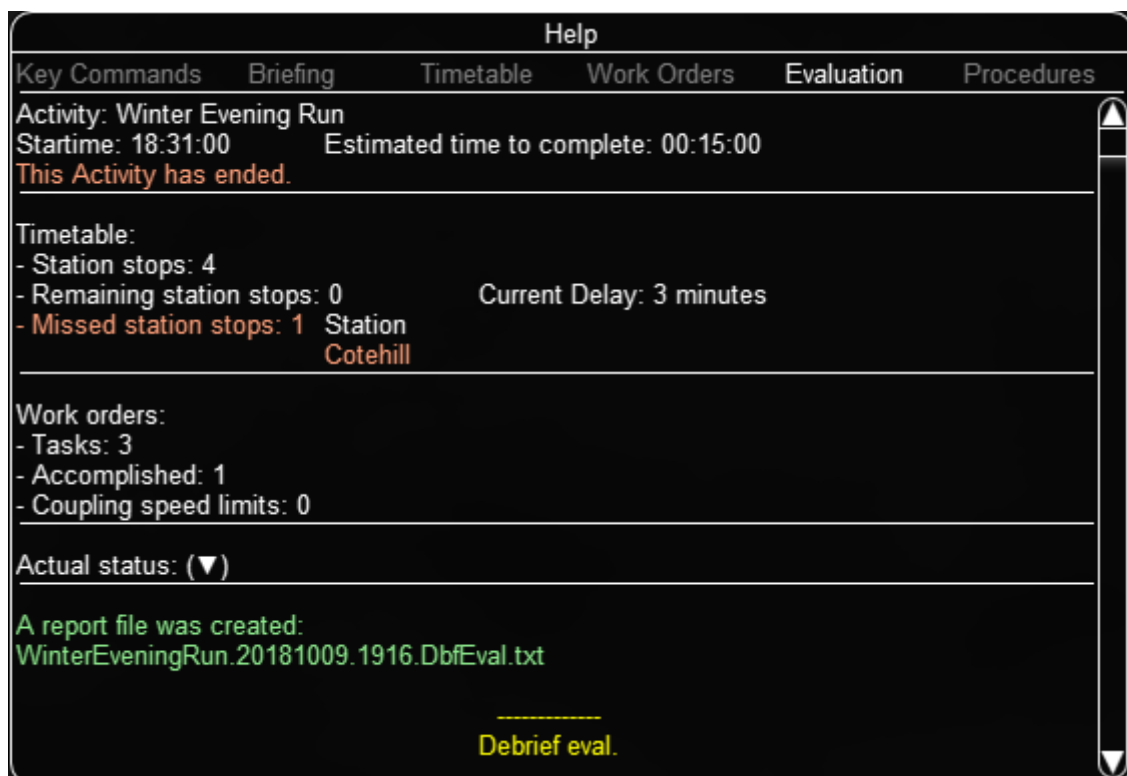 Help
Key Commands Briefing Timetable Work Orders Evaluation Procedures
Activity: Winter Evening Run
Startime: 18:31:00 Estimated time to complete: 00:15:00
This Activity has ended.
Timetable:
- Station stops: 4
- Remaining station stops: 0 Current Delay: 3 minutes
- Missed station stops: 1 Station
Cotehill
Work orders:
- Tasks: 3
- Accomplished: 1
- Coupling speed limits: 0
Actual status: (▼)
A report file was created:
WinterEveningRun.20181009.1916.DbfEval.txt
--------------
Debrief eval.